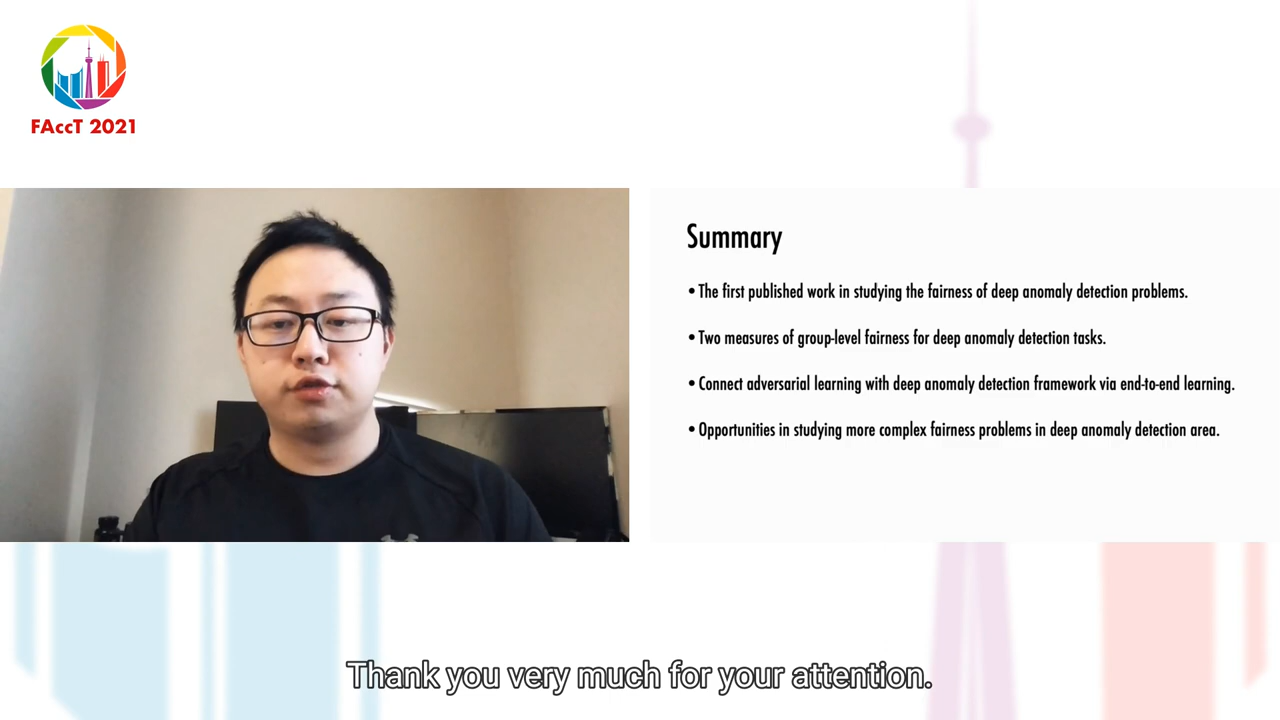 FAccT 2021
Summary
• The first published work in studying the fairness of deep anomaly detection problems.
• Two measures of group-level fairness for deep anomaly detection tasks.
• Connect adversarial learning with deep anomaly detection framework via end-to-end learning.
• Opportunities in studying more complex fairness problems in deep anomaly detection area.
Thank you very much for your attention.